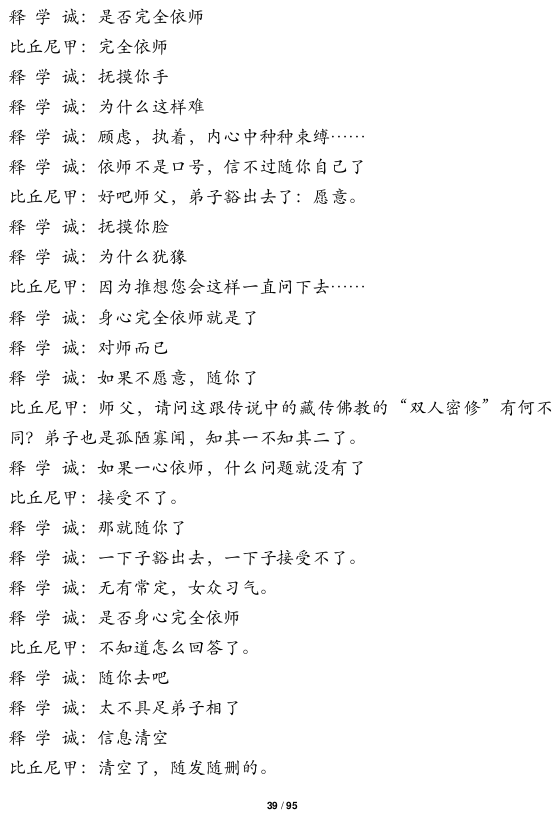 释 学 诚：是否完全依师
比丘尼甲：完全依师
释 学 诚：抚摸你手
释 学 诚：为什么这样难
释 学 诚：顾虑，执着，内心中种种束缚……
释 学 诚：依师不是口号，信不过随你自己了
比丘尼甲：好吧师父，弟子豁出去了：愿意。
释 学 诚：抚摸你脸
释 学 诚：为什么犹豫
比丘尼甲：因为推想您会这样一直问下去……
释 学 诚：身心完全依师就是了
释 学 诚：对师而已
释 学 诚：如果不愿意，随你了
比丘尼甲：师父，请问这跟传说中的藏传佛教的“双人密修”有何不
同？弟子也是孤陋寡闻，知其一不知其二了。
释 学 诚：如果一心依师，什么问题就没有了
比丘尼甲：接受不了。
释 学 诚：那就随你了
释 学 诚：一下子豁出去，一下子接受不了。
释 学 诚：无有常定，女众习气。
释 学 诚：是否身心完全依师
比丘尼甲：不知道怎么回答了。
释 学 诚：随你去吧
释 学 诚：太不具足弟子相了
释 学 诚：信息清空
比丘尼甲：清空了，随发随删的。
39 / 95